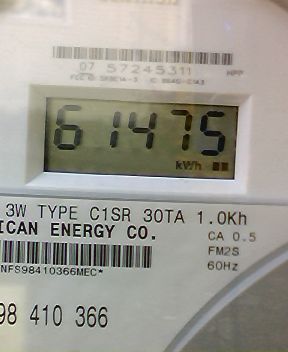 07 57245311
61475
kWh
3W TYPE C1SR 30TA 1.0Kh
ICAN ENERGY CO.
CA 0.5
FM2S
60Hz
NFS98410366MEC*
98 410 366